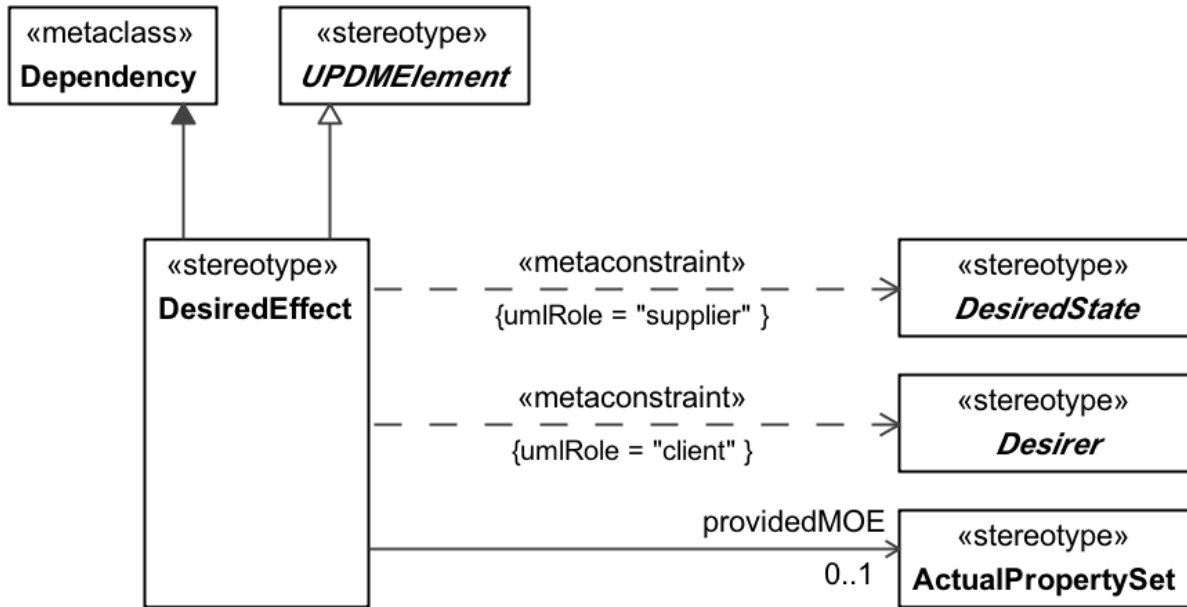 «metaclass»
Dependency
«stereotype»
UPDMElement
«stereotype»
DesiredEffect
«metaconstraint»
{umlRole = "supplier" }
«stereotype»
DesiredState
«metaconstraint»
{umlRole = "client" }
«stereotype»
Desirer
providedMOE
0..1
«stereotype»
ActualPropertySet